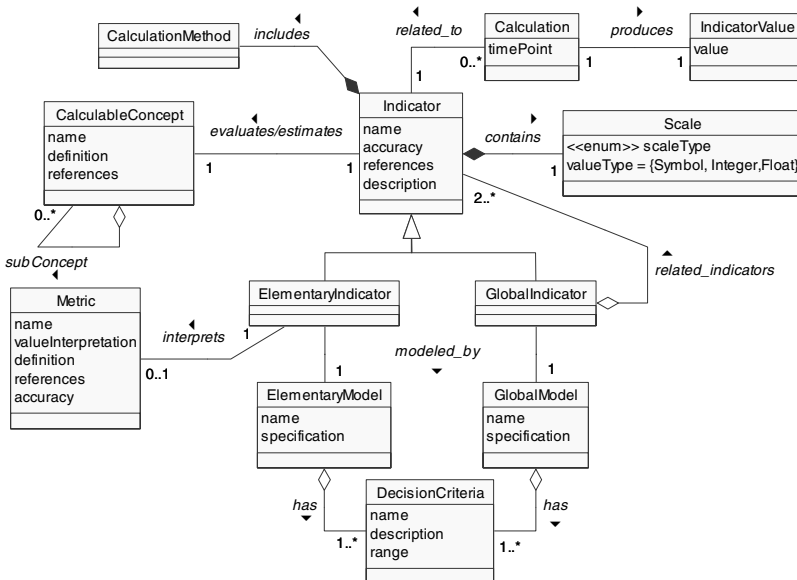 CalculationMethod
includes
related_to
1
0..*
Calculation
timePoint
produces
1
1
IndicatorValue
value
CalculableConcept
name
definition
references
evaluates/estimates
1
1
Indicator
name
accuracy
references
description
contains
1
Scale
<<enum>> scaleType
valueType = {Symbol, Integer,Float}
0..*
subConcept
2..*
related_indicators
Metric
name
valueInterpretation
definition
references
accuracy
interprets
1
0..1
ElementaryIndicator
GlobalIndicator
modeled_by
1
1
ElementaryModel
name
specification
GlobalModel
name
specification
has
1..*
DecisionCriteria
name
description
range
has
1..*